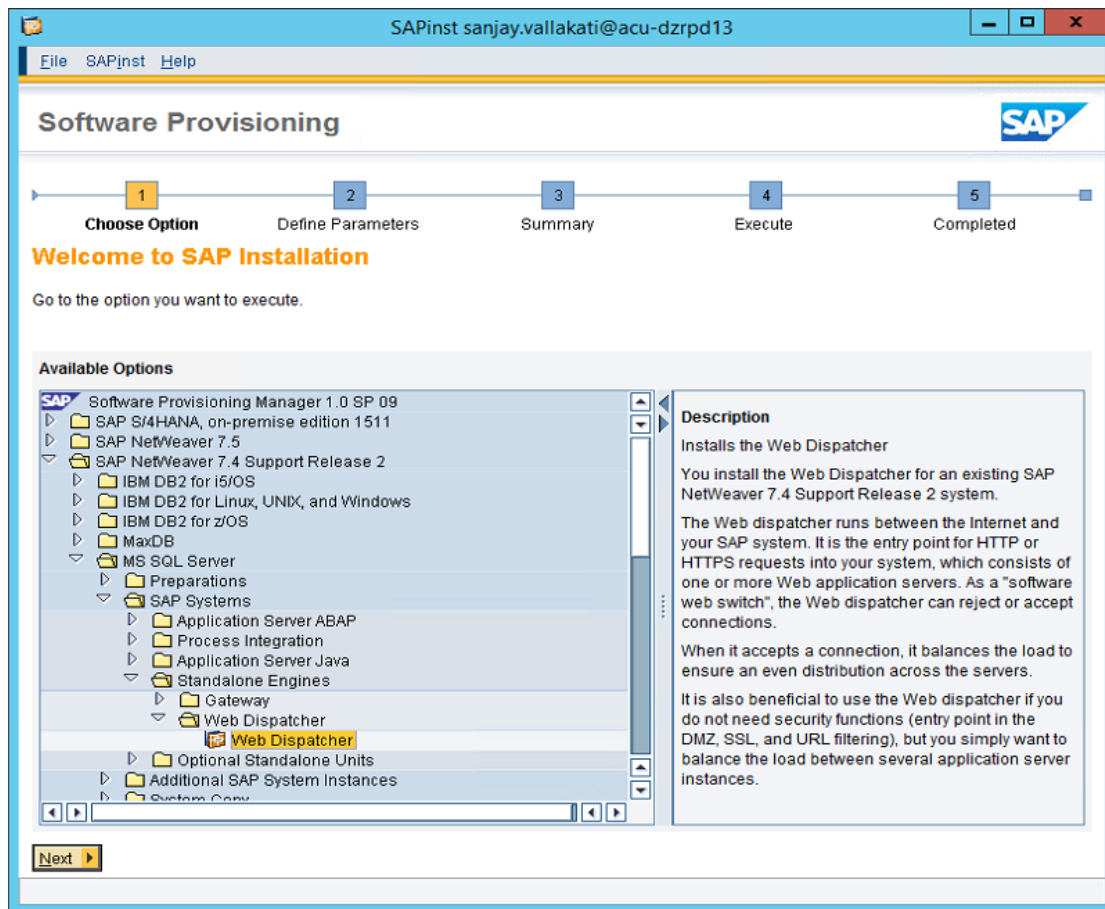 SAPinst sanjay.vallakati@acu-dzrpd13
File SAPinst Help
Software Provisioning
SAP
1 2 3 4 5
Choose Option Define Parameters Summary Execute Completed
Welcome to SAP Installation
Go to the option you want to execute.
Available Options
SAP Software Provisioning Manager 1.0 SP 09
SAP S/4HANA, on-premise edition 1511
SAP NetWeaver 7.5
SAP NetWeaver 7.4 Support Release 2
IBM DB2 for i5/OS
IBM DB2 for Linux, UNIX, and Windows
IBM DB2 for z/OS
MaxDB
MS SQL Server
Preparations
SAP Systems
Application Server ABAP
Process Integration
Application Server Java
Standalone Engines
Gateway
Web Dispatcher
Web Dispatcher
Optional Standalone Units
Additional SAP System Instances
System Copy
Description
Installs the Web Dispatcher
You install the Web Dispatcher for an existing SAP
NetWeaver 7.4 Support Release 2 system.
The Web dispatcher runs between the Internet and
your SAP system. It is the entry point for HTTP or
HTTPS requests into your system, which consists of
one or more Web application servers. As a "software
web switch", the Web dispatcher can reject or accept
connections.
When it accepts a connection, it balances the load to
ensure an even distribution across the servers.
It is also beneficial to use the Web dispatcher if you
do not need security functions (entry point in the
DMZ, SSL, and URL filtering), but you simply want to
balance the load between several application server
instances.
Next